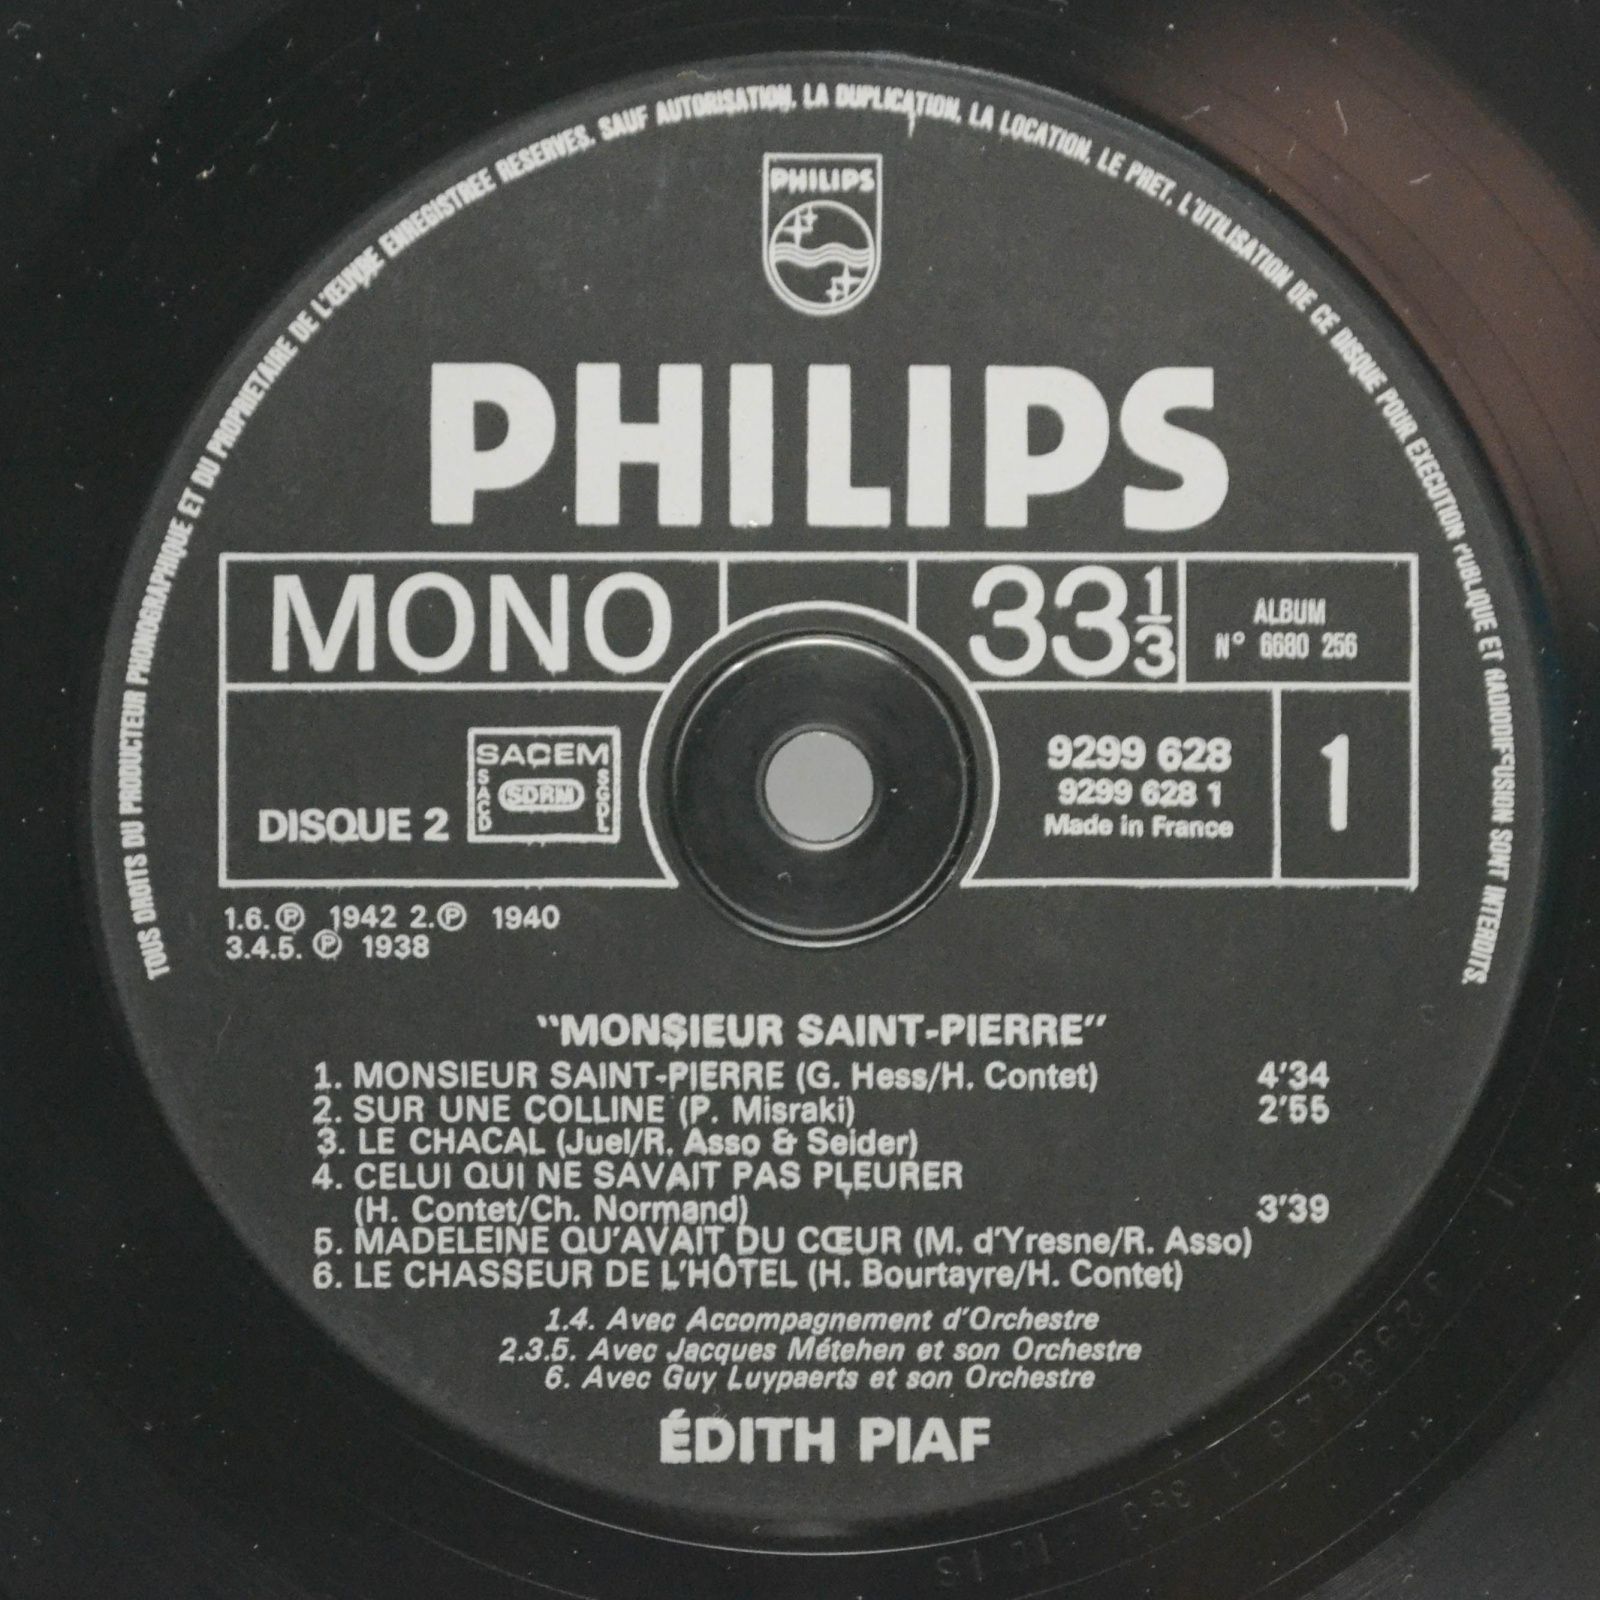 TOUS DROITS DU PRODUCTEUR PHONOGRAPHIQUE ET DU PROPRIETAIRE DE L'ŒUVRE ENREGISTREE RESERVES. SAUF AUTORISATION, LA DUPLICATION, LA LOCATION, LE PRET, L'UTILISATION DE CE DISQUE POUR EXECUTION PUBLIQUE ET RADIODIFFUSION SONT INTERDITS.
PHILIPS
PHILIPS
MONO
33 1/3
ALBUM
N° 6680 256
DISQUE 2
SACEM
SACD
SDRM
SGDL
9299 628
9299 628 1
Made in France
1
1.6. ℗ 1942 2. ℗ 1940
3.4.5. ℗ 1938
"MONSIEUR SAINT-PIERRE"
1. MONSIEUR SAINT-PIERRE (G. Hess/H. Contet) 4'34
2. SUR UNE COLLINE (P. Misraki) 2'55
3. LE CHACAL (Juel/R. Asso & Seider)
4. CELUI QUI NE SAVAIT PAS PLEURER
(H. Contet/Ch. Normand) 3'39
5. MADELEINE QU'AVAIT DU CŒUR (M. d'Yresne/R. Asso)
6. LE CHASSEUR DE L'HÔTEL (H. Bourtayre/H. Contet)
1.4. Avec Accompagnement d'Orchestre
2.3.5. Avec Jacques Métehen et son Orchestre
6. Avec Guy Luypaerts et son Orchestre
ÉDITH PIAF